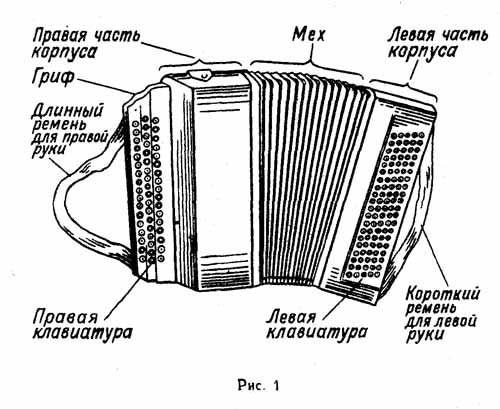 Правая часть
корпуса
Мех
Левая часть
корпуса
Гриф
Длинный
ремень
для правой
руки
Правая
клавиатура
Левая
клавиатура
Короткий
ремень
для левой
руки
Рис. 1